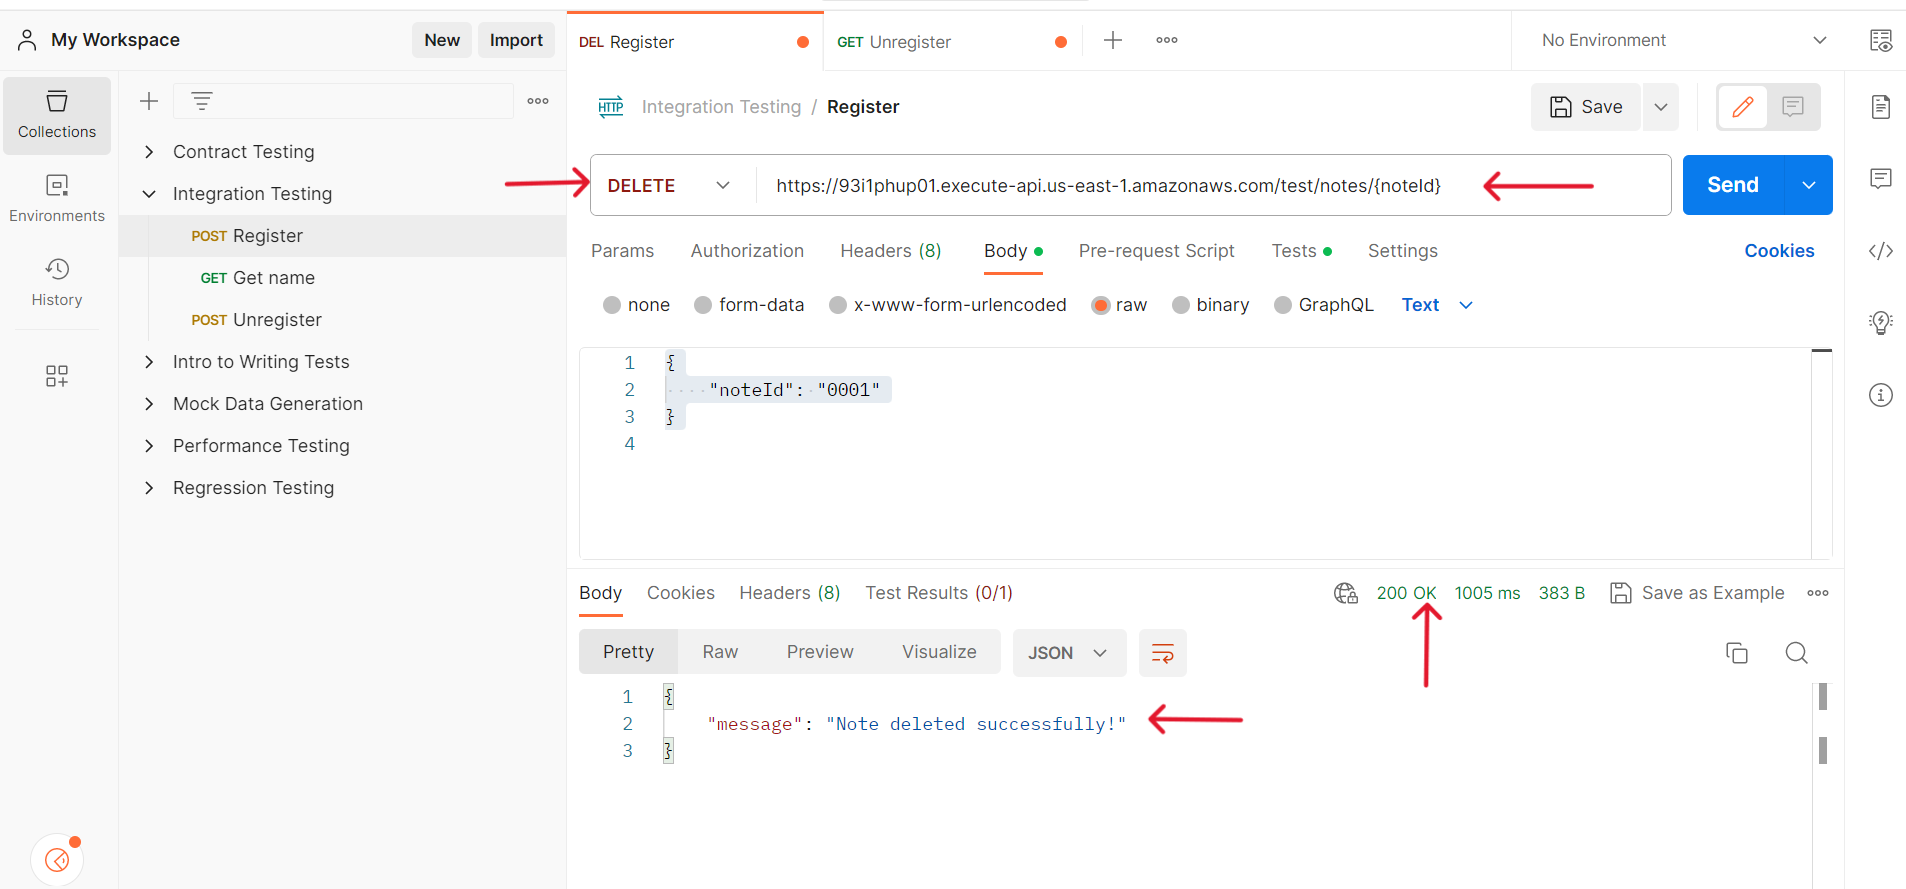 My Workspace
New
Import
DEL Register
GET Unregister
No Environment
Collections
Environments
History
Contract Testing
Integration Testing
POST Register
GET Get name
POST Unregister
Intro to Writing Tests
Mock Data Generation
Performance Testing
Regression Testing
HTTP Integration Testing / Register
Save
DELETE https://93i1phup01.execute-api.us-east-1.amazonaws.com/test/notes/{noteId}
Send
Params Authorization Headers (8) Body Pre-request Script Tests Settings Cookies
none form-data x-www-form-urlencoded raw binary GraphQL Text
1 {
2 "noteId": "0001"
3 }
4
Body Cookies Headers (8) Test Results (0/1) 200 OK 1005 ms 383 B Save as Example
Pretty Raw Preview Visualize JSON
1 {
2 "message": "Note deleted successfully!"
3 }